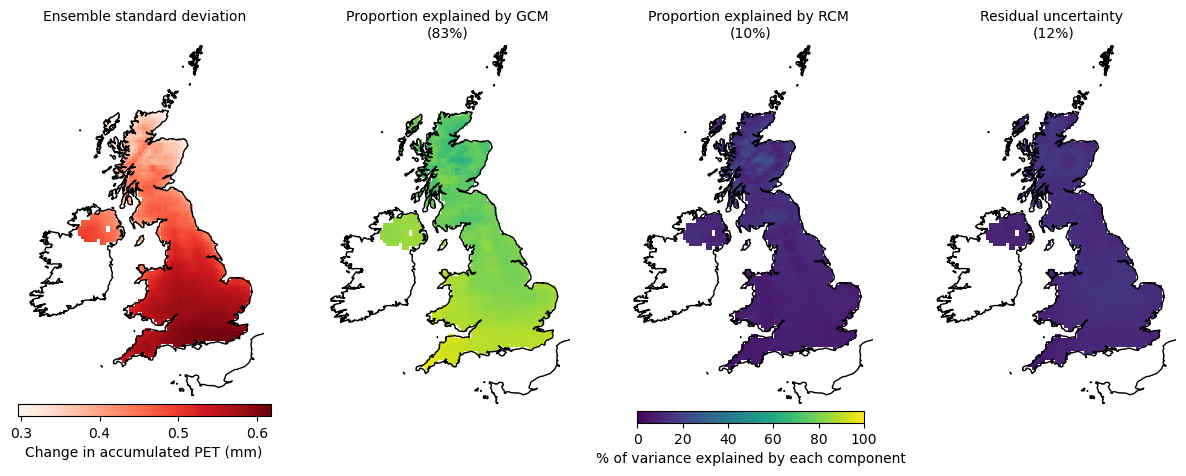 Ensemble standard deviation
Proportion explained by GCM
(83%)
Proportion explained by RCM
(10%)
Residual uncertainty
(12%)
0.3 0.4 0.5 0.6
Change in accumulated PET (mm)
0 20 40 60 80 100
% of variance explained by each component